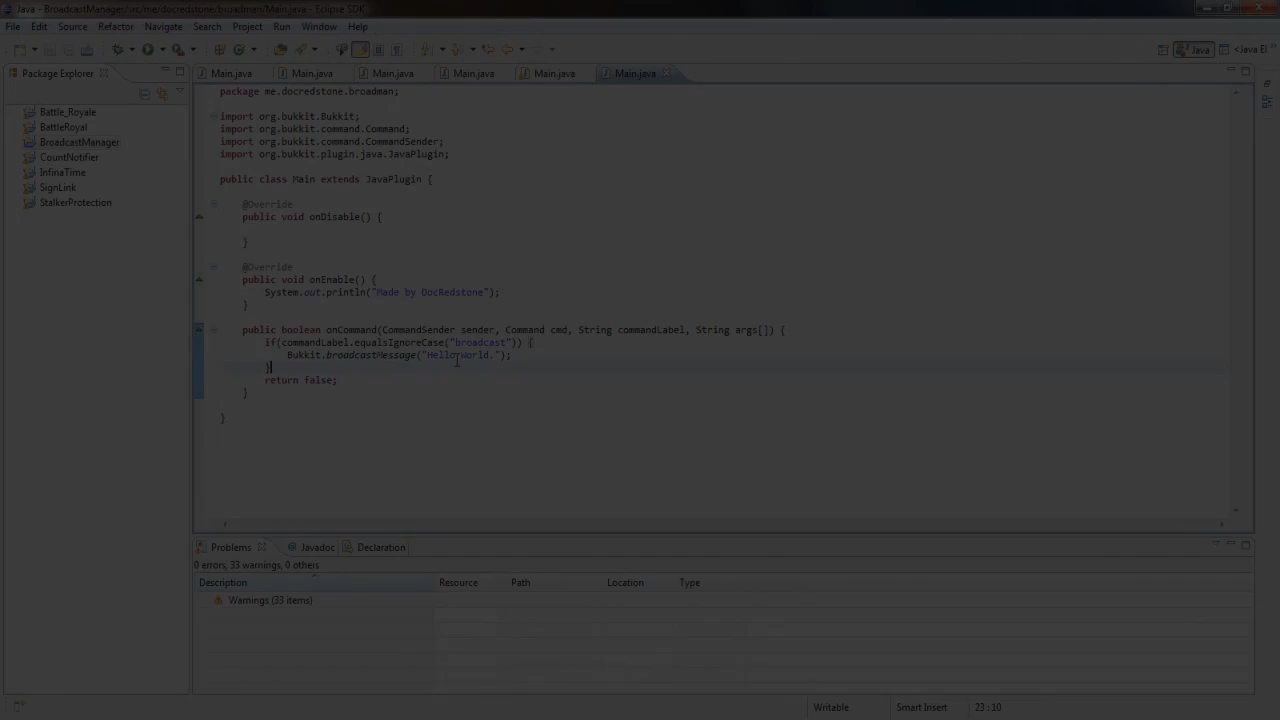 Java - BroadcastManager/src/me/docredstone/broadman/Main.java - Eclipse SDK
File Edit Source Refactor Navigate Search Project Run Window Help
Java <Java EI
Package Explorer
Main.java Main.java Main.java Main.java Main.java Main.java
Battle_Royale
BattleRoyal
BroadcastManager
CountNotifier
InfinaTime
SignLink
StalkerProtection
package me.docredstone.broadman;
import org.bukkit.Bukkit;
import org.bukkit.command.Command;
import org.bukkit.command.CommandSender;
import org.bukkit.plugin.java.JavaPlugin;
public class Main extends JavaPlugin {
@Override
public void onDisable() {
}
@Override
public void onEnable() {
System.out.println("Made by DocRedstone");
}
public boolean onCommand(CommandSender sender, Command cmd, String commandLabel, String args[]) {
if(commandLabel.equalsIgnoreCase("broadcast")) {
Bukkit.broadcastMessage("Hello World.");
}
return false;
}
}
Problems Javadoc Declaration
0 errors, 33 warnings, 0 others
Description Resource Path Location Type
Warnings (33 items)
Writable Smart Insert 23 : 10